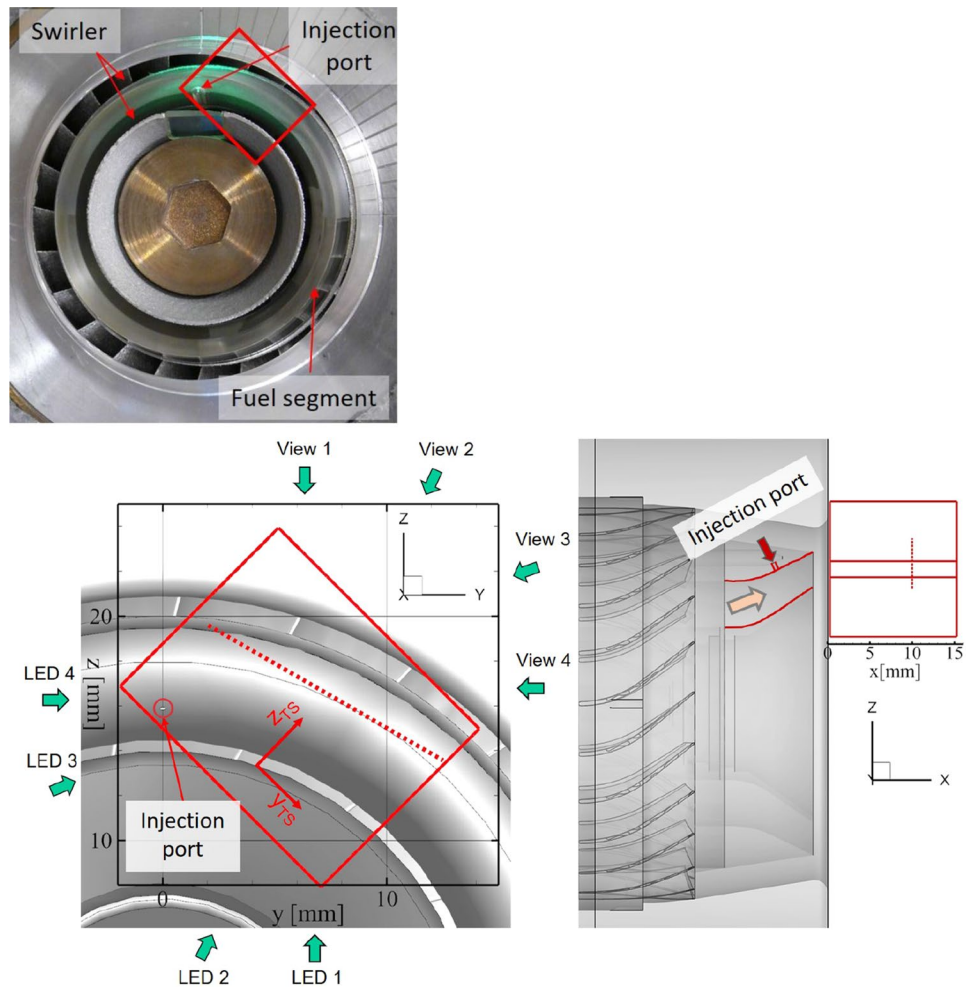 Swirler
Injection
port
Fuel segment
View 1
View 2
View 3
View 4
Z
X
Y
20
z
[mm]
10
LED 4
LED 3
z_TS
y_TS
Injection
port
0
10
y [mm]
LED 2
LED 1
Injection port
0
5
10
15
x[mm]
Z
Y
X